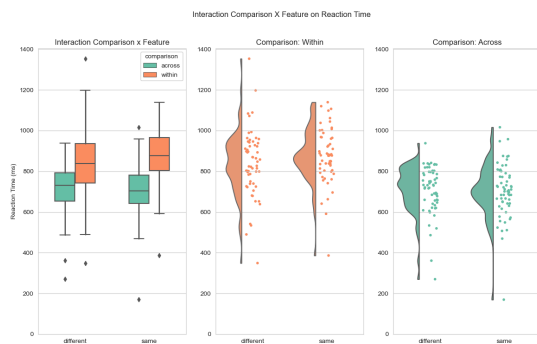 Interaction Comparison X Feature on Reaction Time
Interaction Comparison x Feature
Comparison: Within
Comparison: Across
1400
1200
1000
800
600
400
200
0
Reaction Time (ms)
comparison
across
within
different
same
1400
1200
1000
800
600
400
200
0
different
same
1400
1200
1000
800
600
400
200
0
different
same